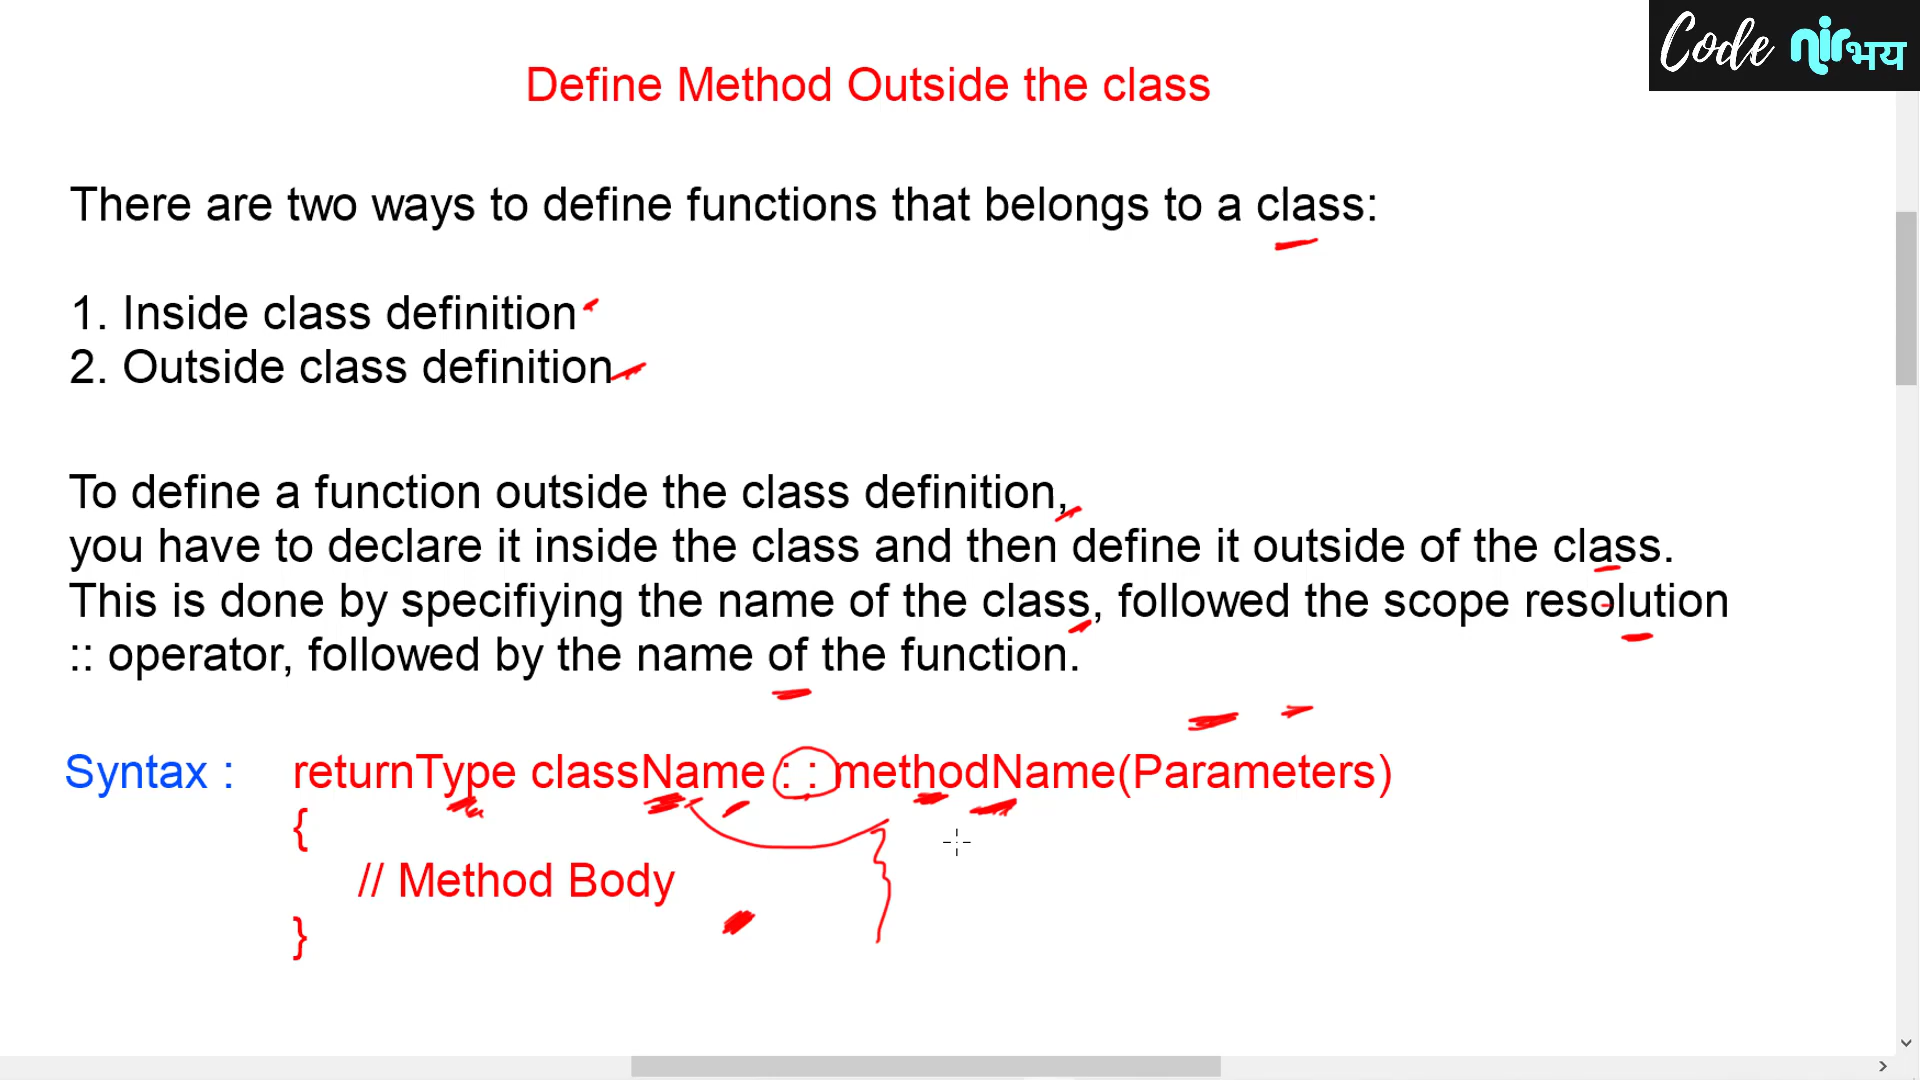 Code nirभय
Define Method Outside the class
There are two ways to define functions that belongs to a class:
1. Inside class definition
2. Outside class definition
To define a function outside the class definition,
you have to declare it inside the class and then define it outside of the class.
This is done by specifiying the name of the class, followed the scope resolution
:: operator, followed by the name of the function.
Syntax : returnType className : : methodName(Parameters)
{
// Method Body
}